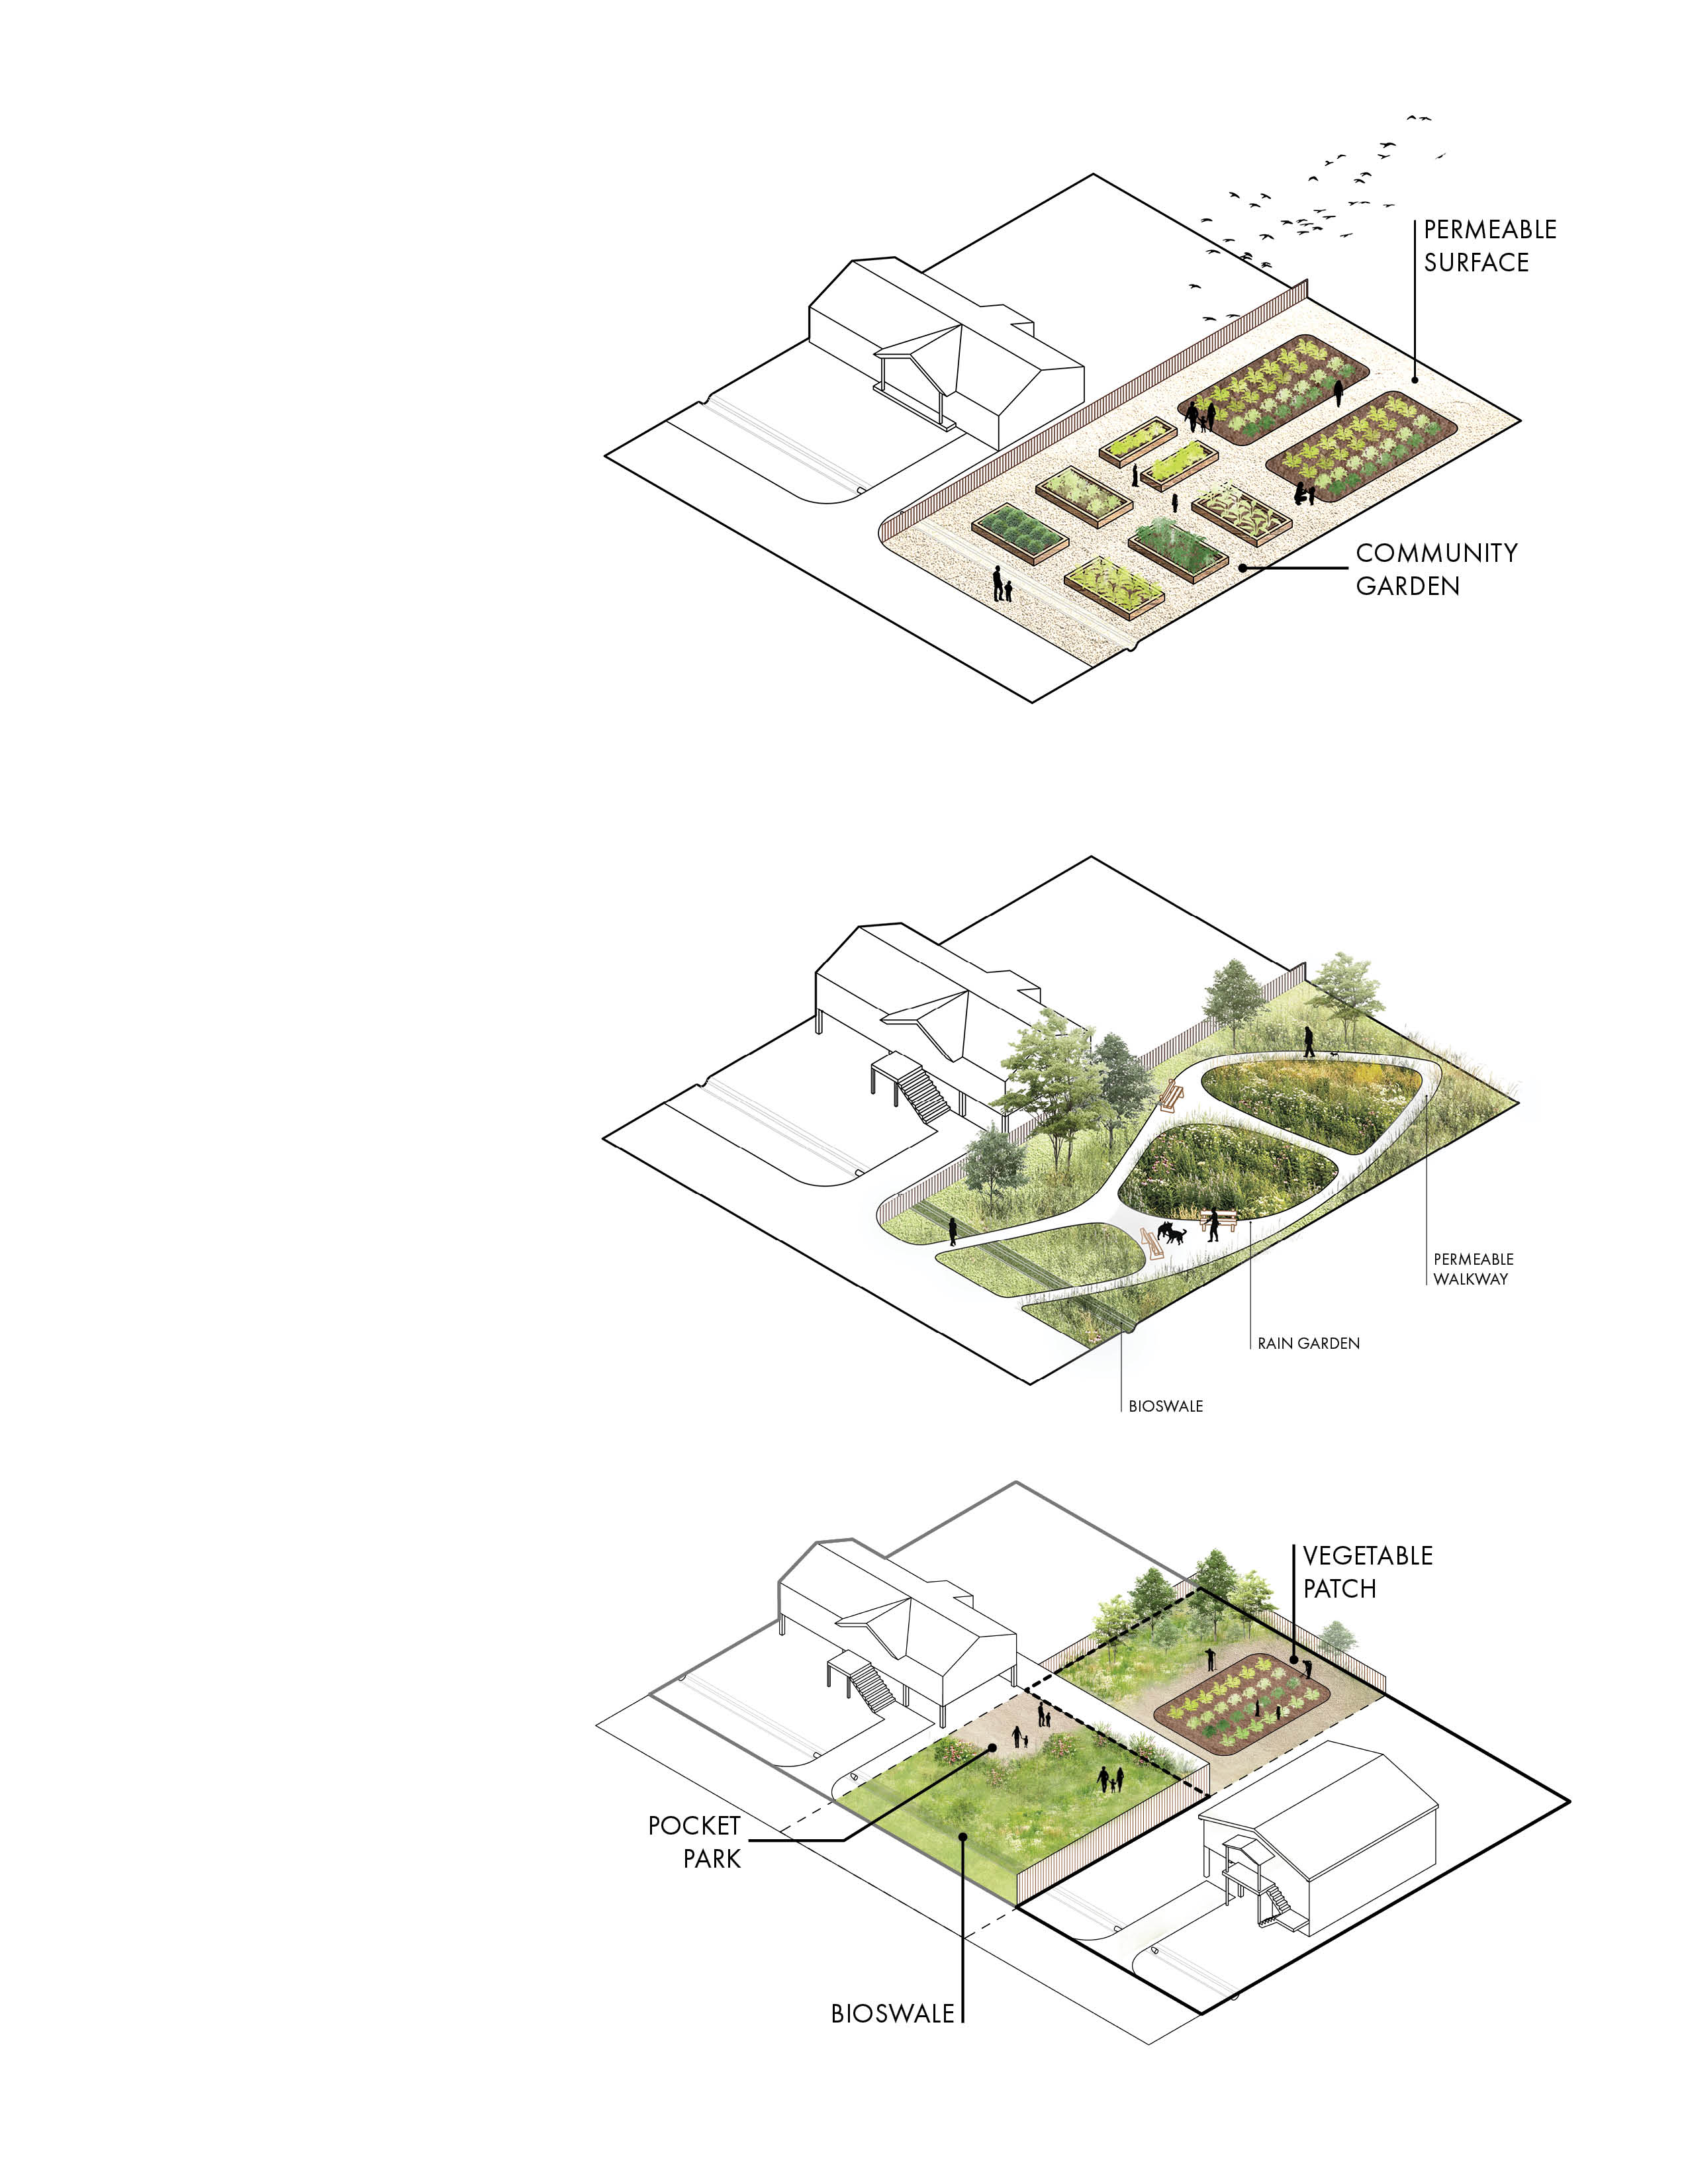 PERMEABLE
SURFACE
COMMUNITY
GARDEN
PERMEABLE
WALKWAY
RAIN GARDEN
BIOSWALE
VEGETABLE
PATCH
POCKET
PARK
BIOSWALE